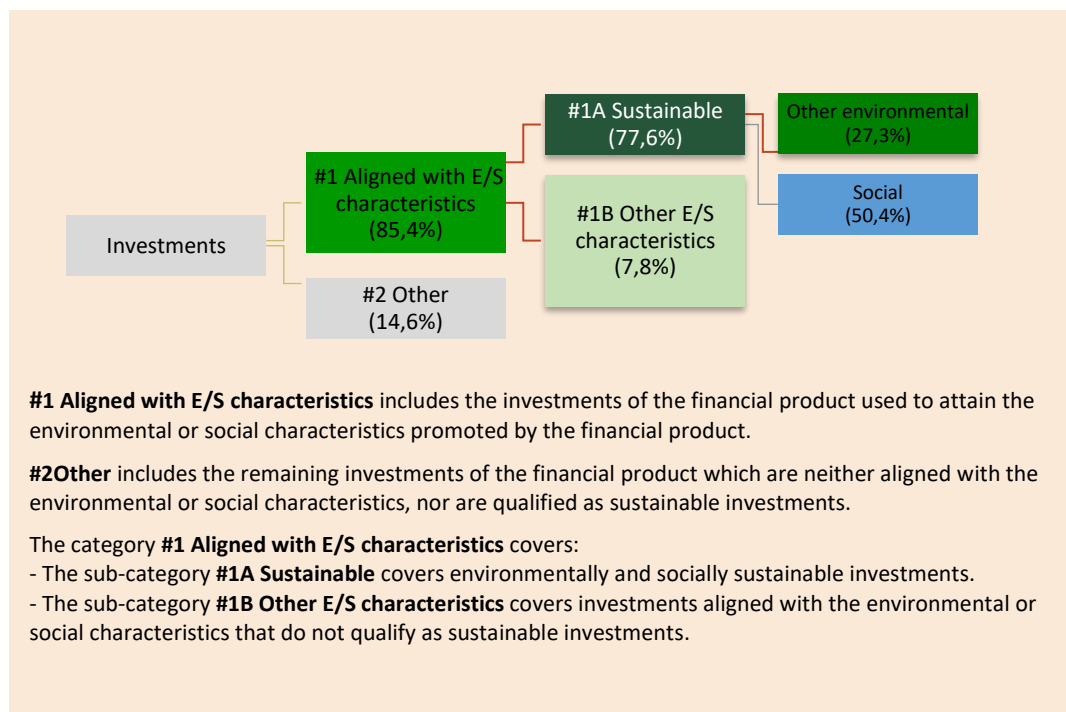 #1A Sustainable
(77,6%)
Other environmental
(27,3%)
#1 Aligned with E/S
characteristics
(85,4%)
Social
(50,4%)
#1B Other E/S
characteristics
(7,8%)
Investments
#2 Other
(14,6%)
#1 Aligned with E/S characteristics includes the investments of the financial product used to attain the
environmental or social characteristics promoted by the financial product.
#2Other includes the remaining investments of the financial product which are neither aligned with the
environmental or social characteristics, nor are qualified as sustainable investments.
The category #1 Aligned with E/S characteristics covers:
- The sub-category #1A Sustainable covers environmentally and socially sustainable investments.
- The sub-category #1B Other E/S characteristics covers investments aligned with the environmental or
social characteristics that do not qualify as sustainable investments.